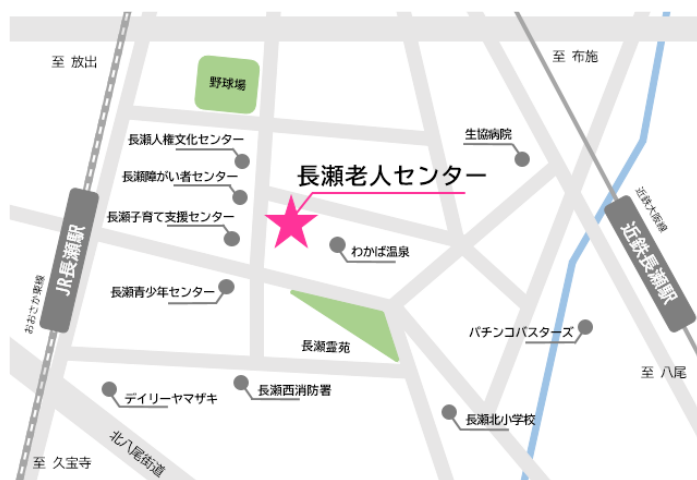 至 放出
至 布施
野球場
長瀬人権文化センター
生協病院
長瀬障がい者センター
長瀬老人センター
近鉄大阪線
JR長瀬駅
近鉄長瀬駅
長瀬子育て支援センター
わかば温泉
おおさか東線
長瀬青少年センター
長瀬霊苑
パチンコバスターズ
至 八尾
デイリーヤマザキ
長瀬西消防署
長瀬北小学校
北八尾街道
至 久宝寺